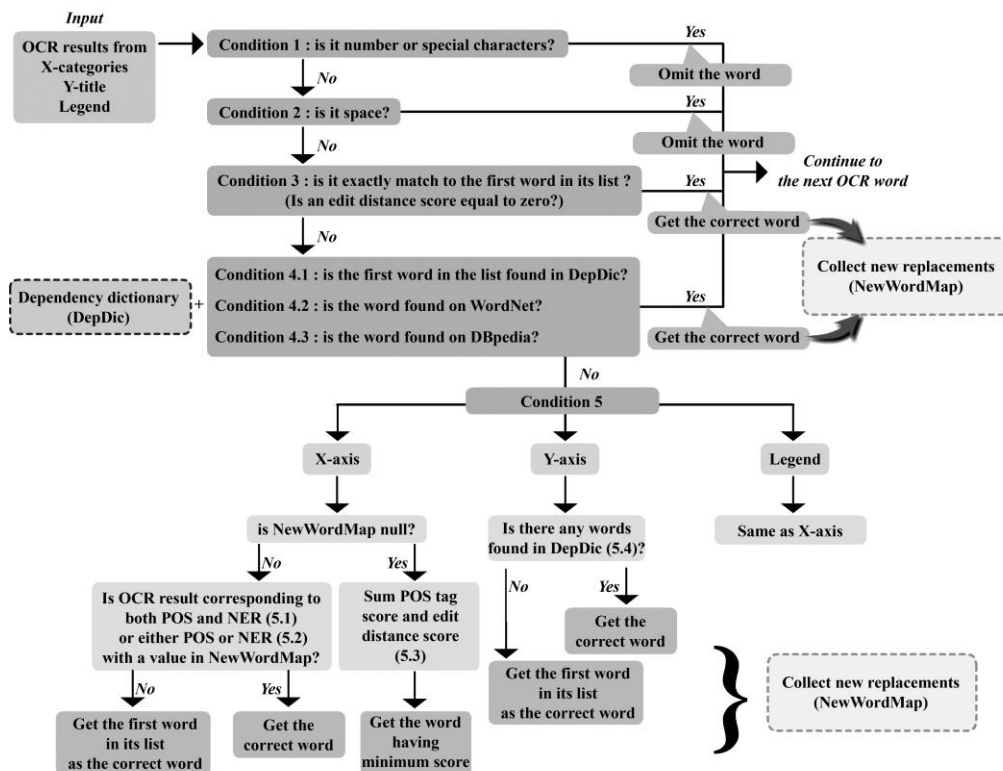 Input
OCR results from
X-categories
Y-title
Legend
Condition 1 : is it number or special characters?
Yes
Omit the word
No
Condition 2 : is it space?
Yes
Omit the word
No
Continue to
the next OCR word
Condition 3 : is it exactly match to the first word in its list ?
(Is an edit distance score equal to zero?)
Yes
Get the correct word
No
Collect new replacements
(NewWordMap)
Dependency dictionary
(DepDic)
+
Condition 4.1 : is the first word in the list found in DepDic?
Condition 4.2 : is the word found on WordNet?
Condition 4.3 : is the word found on DBpedia?
Yes
Get the correct word
No
Condition 5
X-axis
Y-axis
Legend
is NewWordMap null?
Is there any words
found in DepDic (5.4)?
Same as X-axis
No
Yes
Is OCR result corresponding to
both POS and NER (5.1)
or either POS or NER (5.2)
with a value in NewWordMap?
Sum POS tag
score and edit
distance score
(5.3)
No
Yes
Get the
correct word
Get the first word
in its list
as the correct word
No
Yes
Get the first word
in its list
as the correct word
Get the
correct word
Get the word
having
minimum score
}
Collect new replacements
(NewWordMap)